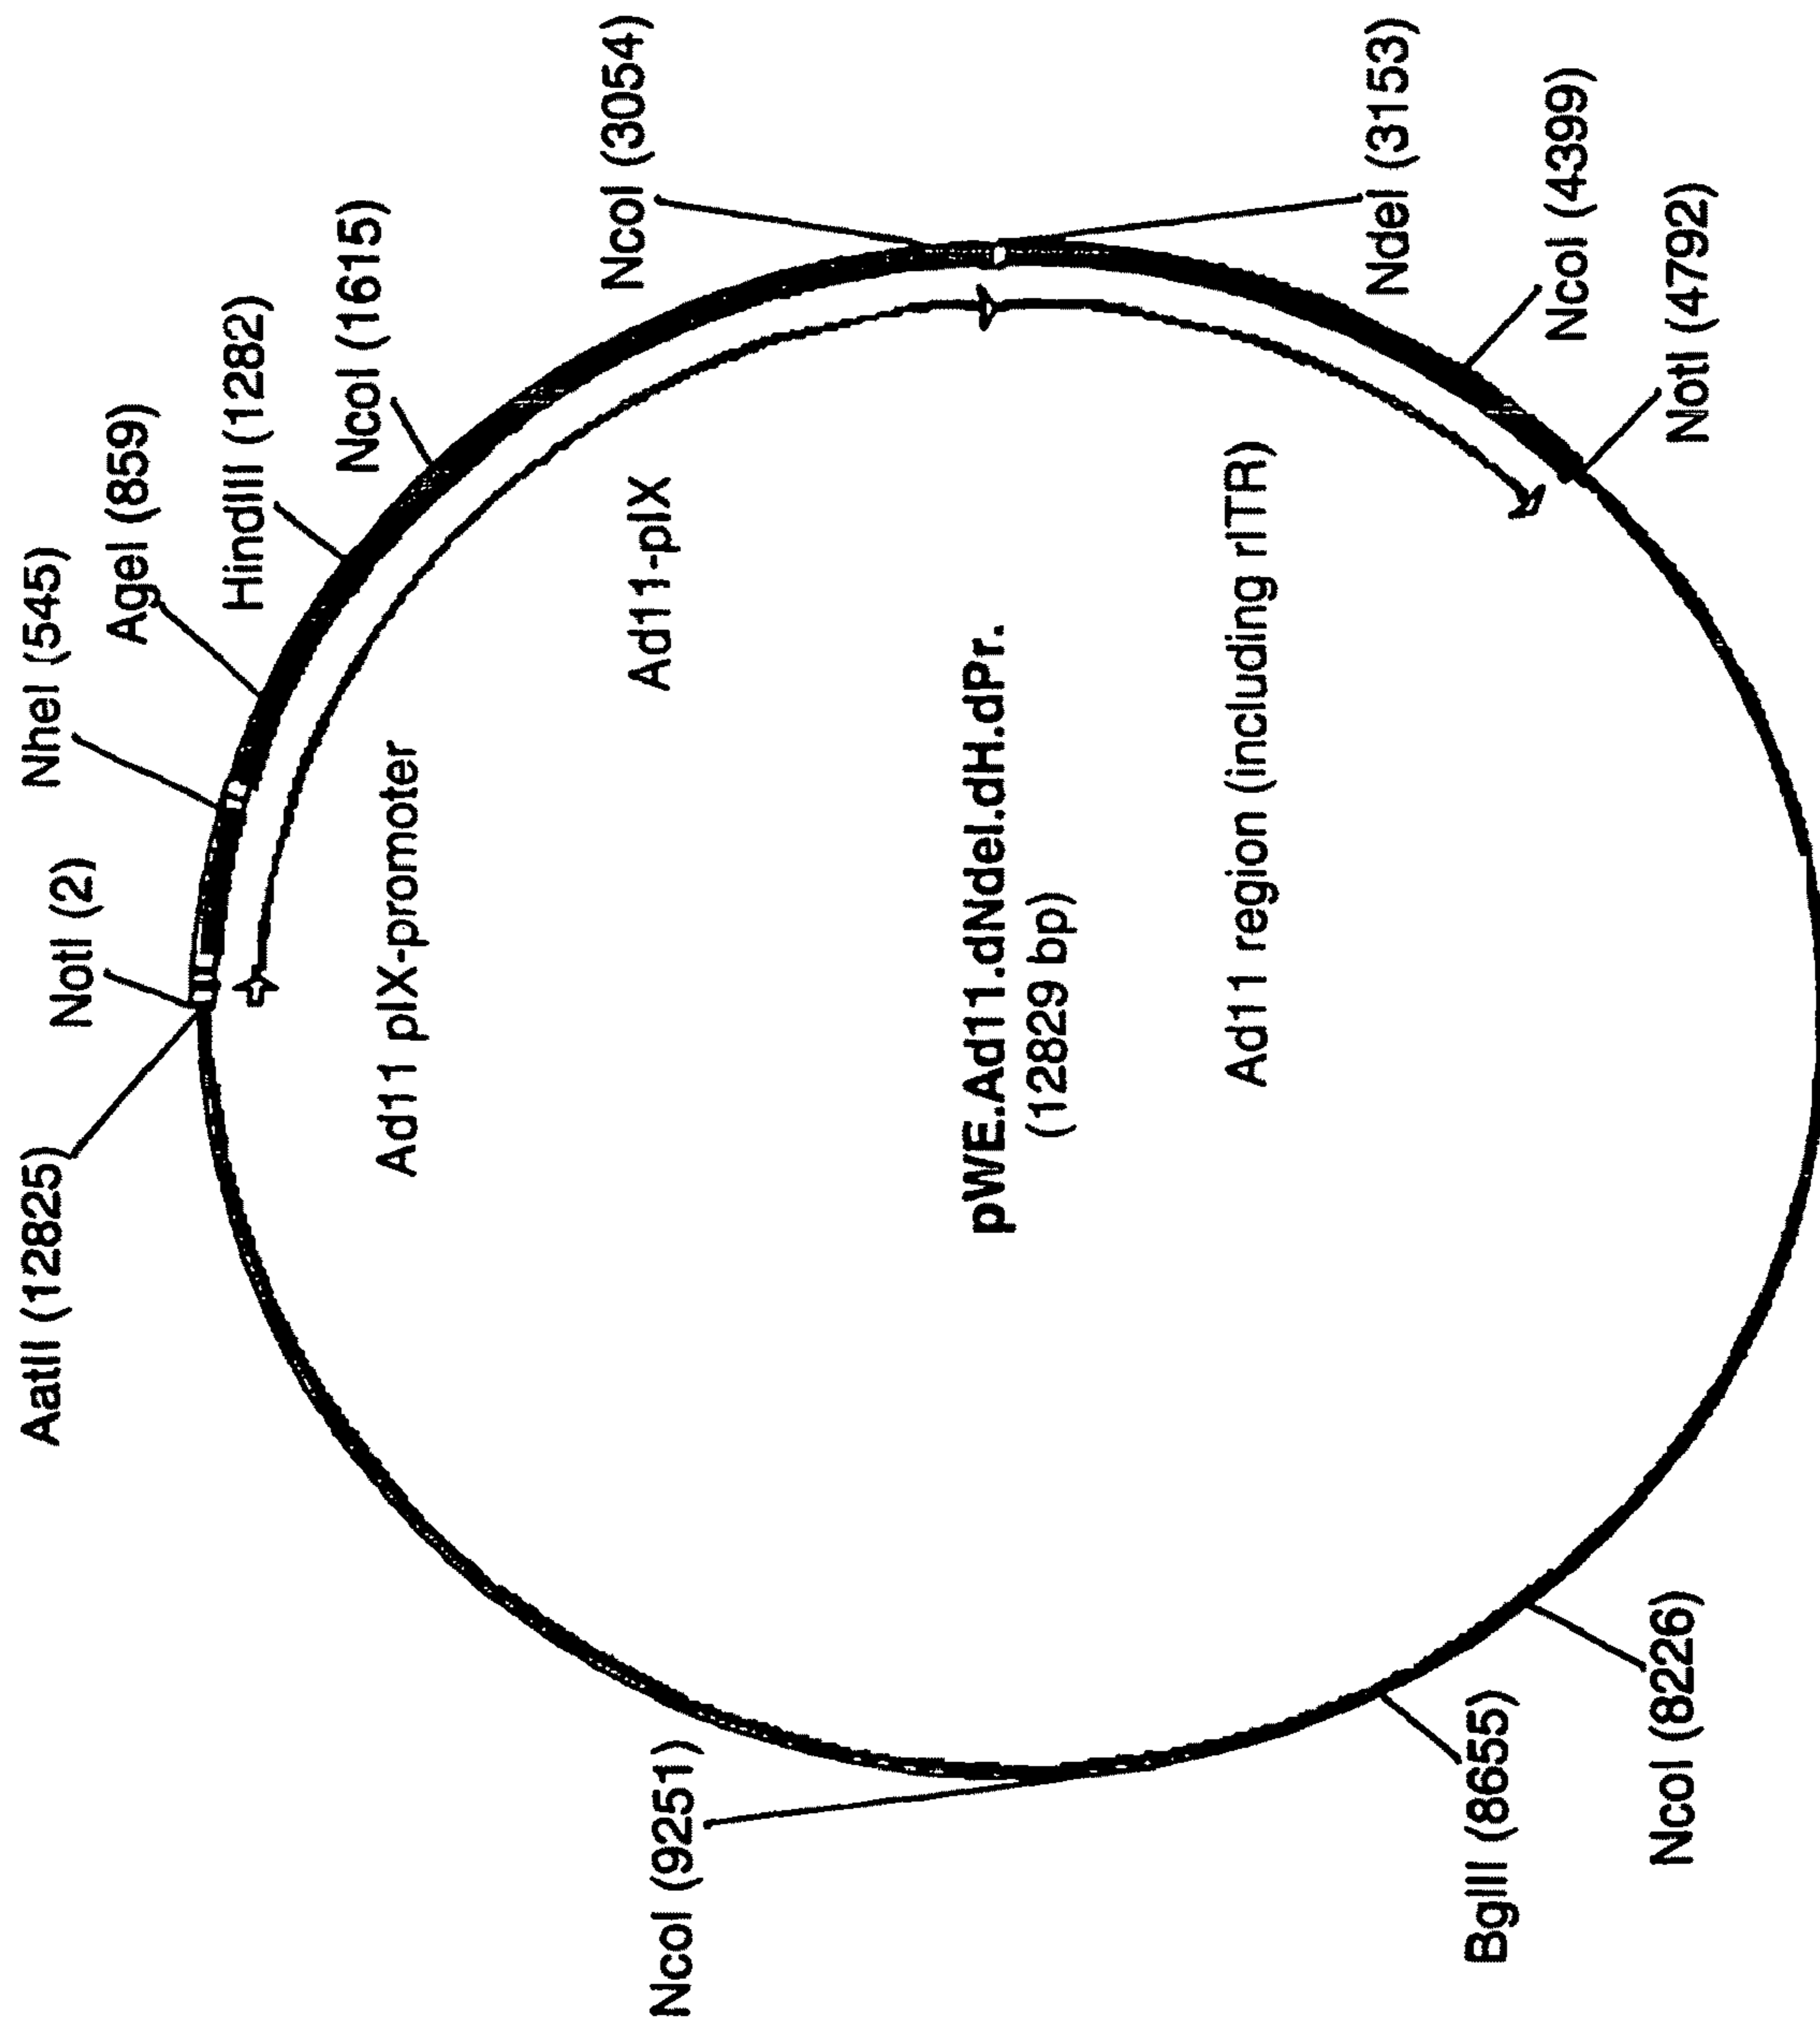 AatII (12825)
NotI (2)
NheI (545)
AgeI (859)
HindIII (1282)
NcoI (1615)
NcoI (3054)
NdeI (3153)
NcoI (4399)
NotI (4792)
NcoI (8226)
BglII (8655)
NcoI (9251)
Ad11 pIX-promoter
Ad11-pIX
pWE.Ad11.dNdeI.dH.dPr.
(12829 bp)
Ad11 region (including rITR)